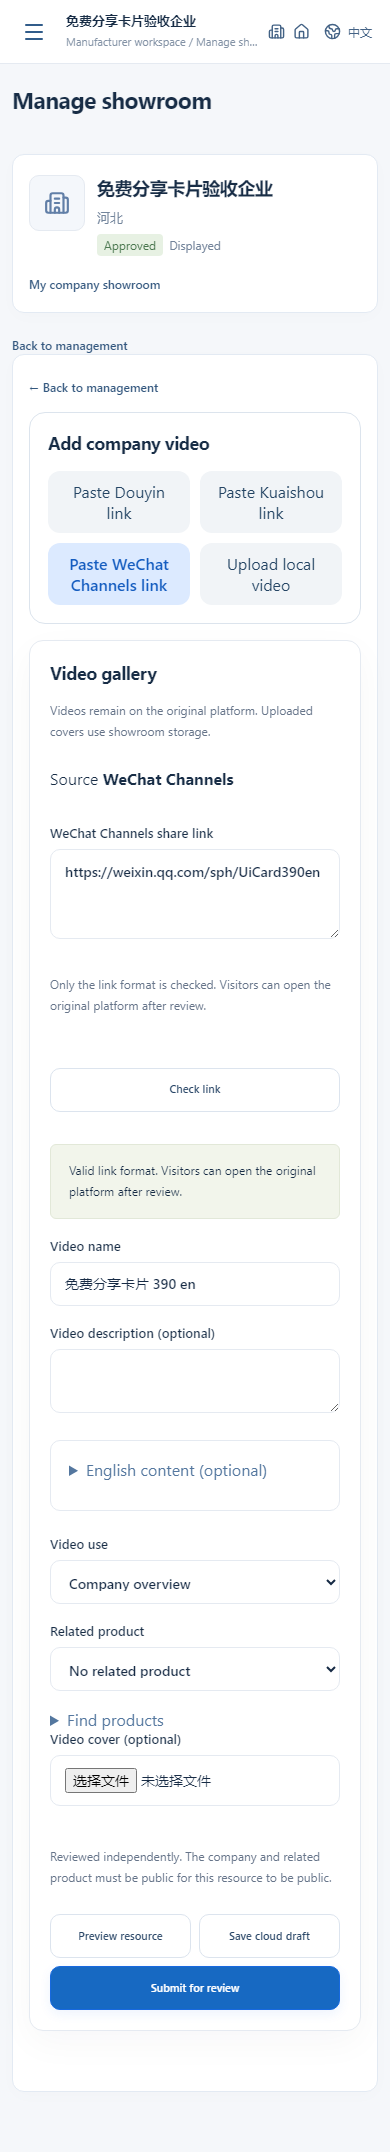 免费分享卡片验收企业
Manufacturer workspace / Manage sh...
中文
Manage showroom
免费分享卡片验收企业
河北
Approved Displayed
My company showroom
Back to management
← Back to management
Add company video
Paste Douyin
link
Paste Kuaishou
link
Paste WeChat
Channels link
Upload local
video
Video gallery
Videos remain on the original platform. Uploaded
covers use showroom storage.
Source WeChat Channels
WeChat Channels share link
https://weixin.qq.com/sph/UiCard390en
Only the link format is checked. Visitors can open the
original platform after review.
Check link
Valid link format. Visitors can open the original
platform after review.
Video name
免费分享卡片 390 en
Video description (optional)
▶ English content (optional)
Video use
Company overview
Related product
No related product
▶ Find products
Video cover (optional)
选择文件 未选择文件
Reviewed independently. The company and related
product must be public for this resource to be public.
Preview resource
Save cloud draft
Submit for review